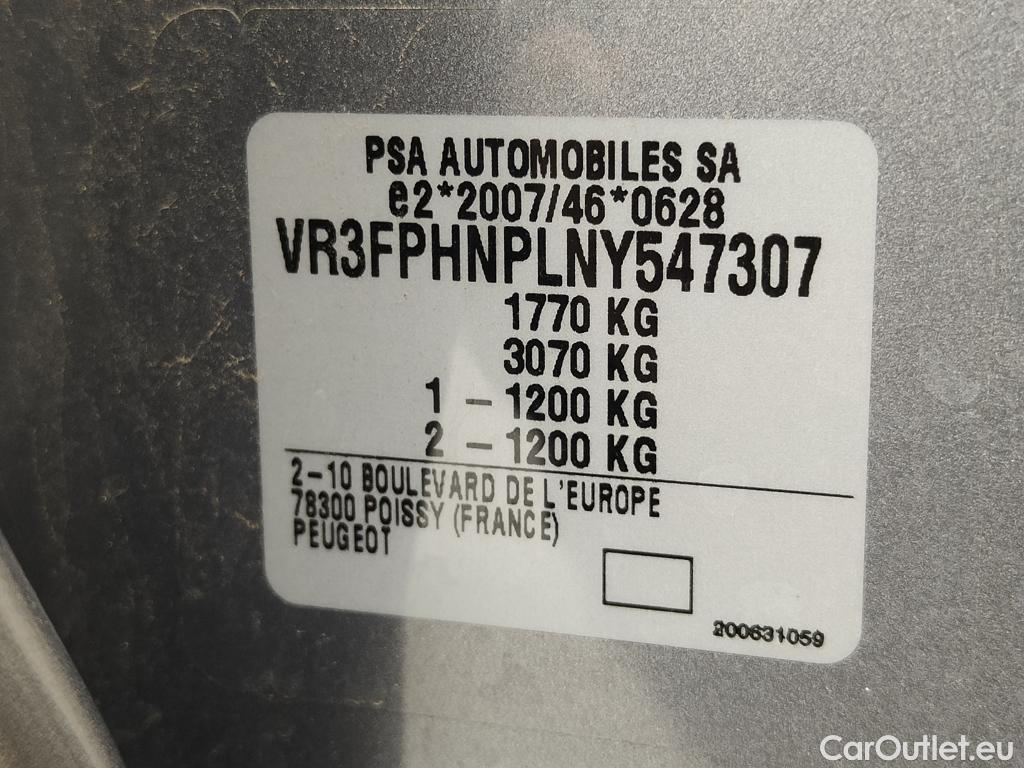 PSA AUTOMOBILES SA
e2*2007/46*0628
VR3FPHNPLNY547307
1770 KG
3070 KG
1 – 1200 KG
2 – 1200 KG
2-10 BOULEVARD DE L'EUROPE
78300 POISSY (FRANCE)
PEUGEOT
200631059
CarOutlet.eu